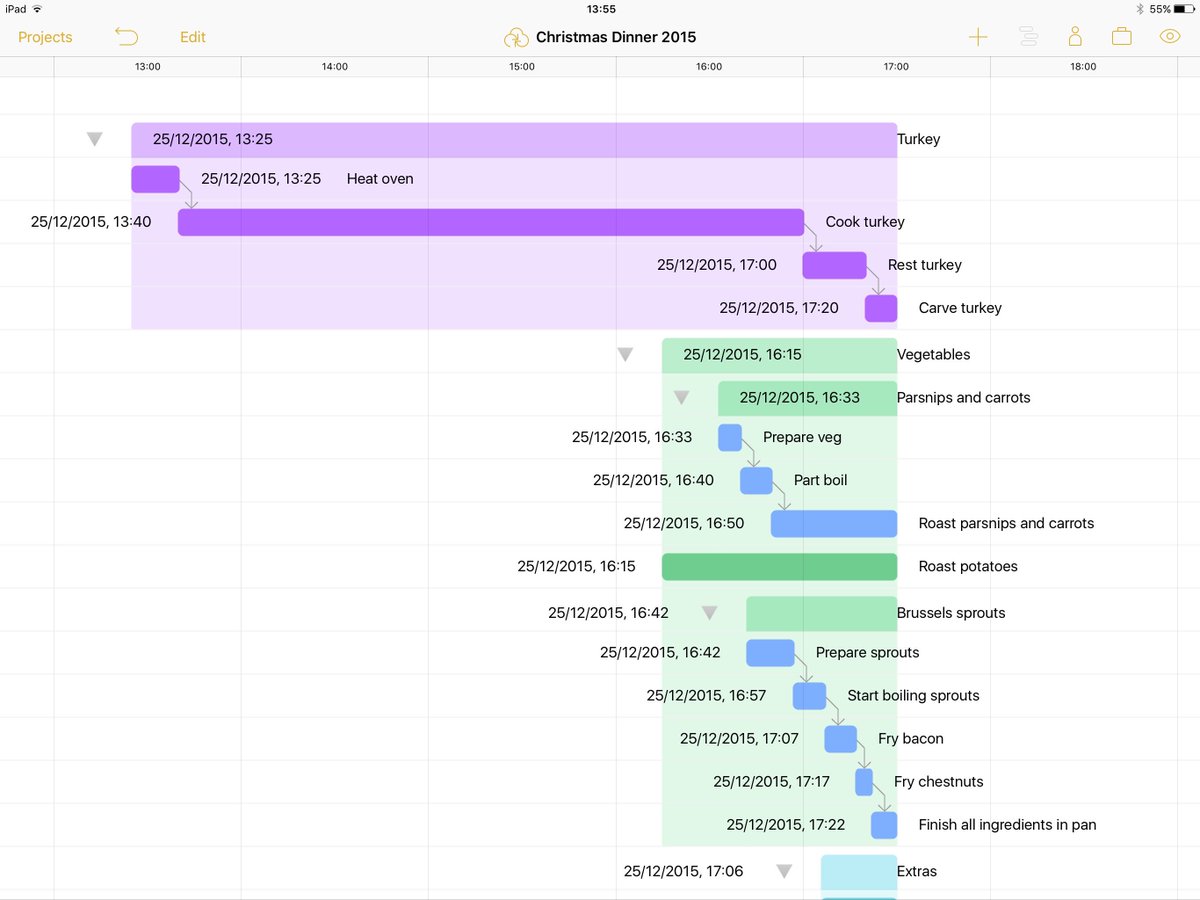 iPad 13:55 55%
Projects Edit Christmas Dinner 2015
13:00 14:00 15:00 16:00 17:00 18:00
25/12/2015, 13:25 Turkey
25/12/2015, 13:25 Heat oven
25/12/2015, 13:40 Cook turkey
25/12/2015, 17:00 Rest turkey
25/12/2015, 17:20 Carve turkey
25/12/2015, 16:15 Vegetables
25/12/2015, 16:33 Parsnips and carrots
25/12/2015, 16:33 Prepare veg
25/12/2015, 16:40 Part boil
25/12/2015, 16:50 Roast parsnips and carrots
25/12/2015, 16:15 Roast potatoes
25/12/2015, 16:42 Brussels sprouts
25/12/2015, 16:42 Prepare sprouts
25/12/2015, 16:57 Start boiling sprouts
25/12/2015, 17:07 Fry bacon
25/12/2015, 17:17 Fry chestnuts
25/12/2015, 17:22 Finish all ingredients in pan
25/12/2015, 17:06 Extras